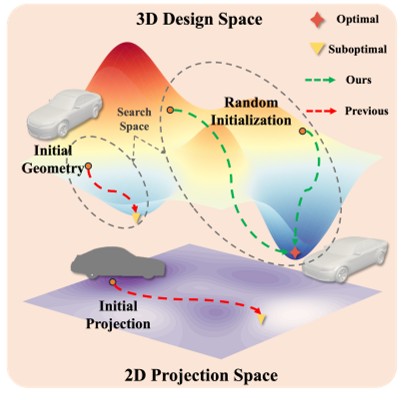 3D Design Space
Optimal
Suboptimal
Ours
Previous
Search
Space
Random
Initialization
Initial
Geometry
Initial
Projection
2D Projection Space